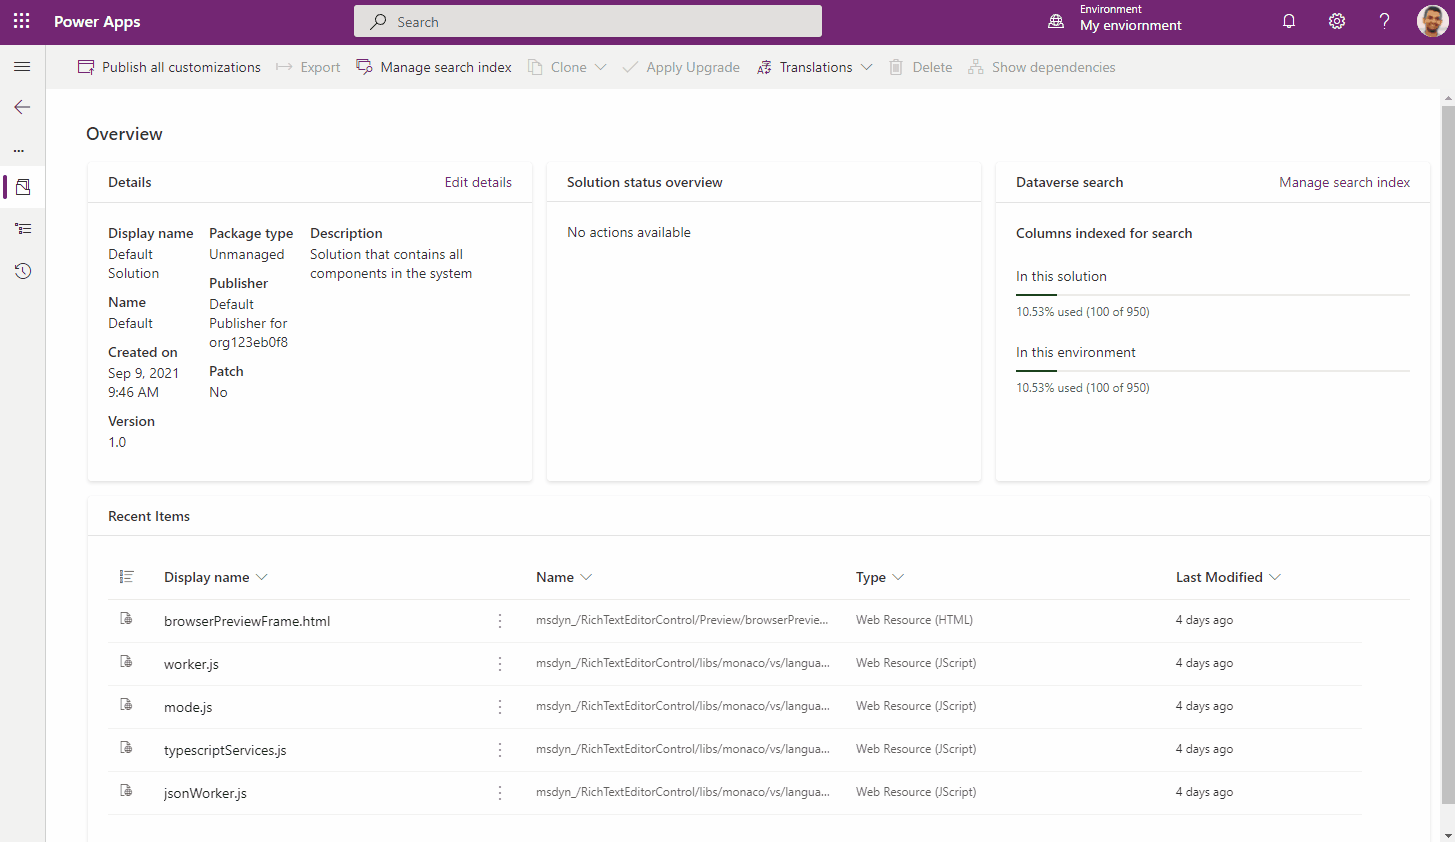 Power Apps
Search
Environment
My enviornment
Publish all customizations
Export
Manage search index
Clone
Apply Upgrade
Translations
Delete
Show dependencies
...
Overview
Details
Edit details
Display name
Default
Solution
Name
Default
Created on
Sep 9, 2021
9:46 AM
Version
1.0
Package type
Unmanaged
Publisher
Default
Publisher for
org123eb0f8
Patch
No
Description
Solution that contains all
components in the system
Solution status overview
No actions available
Dataverse search
Manage search index
Columns indexed for search
In this solution
10.53% used (100 of 950)
In this environment
10.53% used (100 of 950)
Recent Items
Display name Name Type Last Modified
browserPreviewFrame.html msdyn_/RichTextEditorControl/Preview/browserPrevie... Web Resource (HTML) 4 days ago
worker.js msdyn_/RichTextEditorControl/libs/monaco/vs/langua... Web Resource (JScript) 4 days ago
mode.js msdyn_/RichTextEditorControl/libs/monaco/vs/langua... Web Resource (JScript) 4 days ago
typescriptServices.js msdyn_/RichTextEditorControl/libs/monaco/vs/langua... Web Resource (JScript) 4 days ago
jsonWorker.js msdyn_/RichTextEditorControl/libs/monaco/vs/langua... Web Resource (JScript) 4 days ago